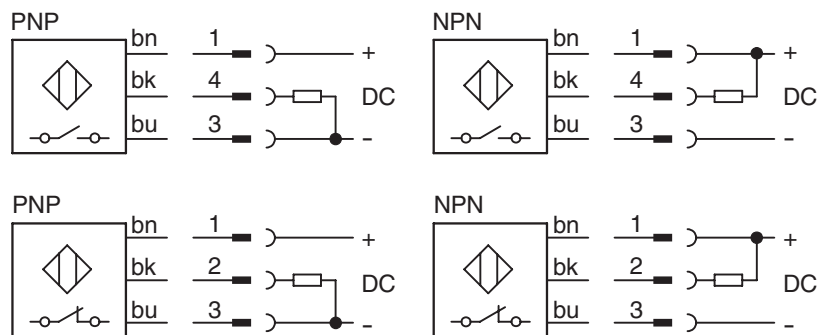 PNP
bn 1 +
bk 4 DC
bu 3 -
NPN
bn 1 +
bk 4 DC
bu 3 -
PNP
bn 1 +
bk 2 DC
bu 3 -
NPN
bn 1 +
bk 2 DC
bu 3 -